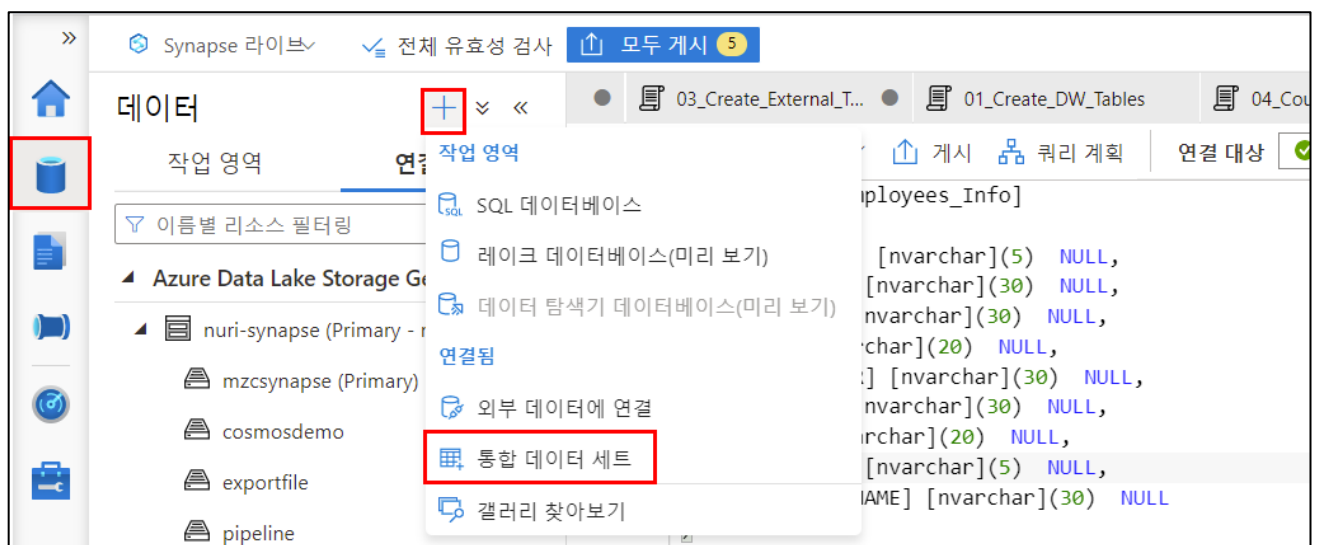 Synapse 라이브
전체 유효성 검사
모두 게시 5
데이터
03_Create_External_T...
01_Create_DW_Tables
작업 영역
작업 영역
게시
쿼리 계획
연결 대상
이름별 리소스 필터링
SQL SQL 데이터베이스
레이크 데이터베이스(미리 보기)
데이터 탐색기 데이터베이스(미리 보기)
연결됨
외부 데이터에 연결
통합 데이터 세트
갤러리 찾아보기
Azure Data Lake Storage
nuri-synapse (Primary -
mzcsynapse (Primary)
cosmosdemo
exportfile
pipeline
ployees_Info]
[nvarchar](5) NULL,
[nvarchar](30) NULL,
nvarchar](30) NULL,
char](20) NULL,
] [nvarchar](30) NULL,
nvarchar](30) NULL,
rchar](20) NULL,
[nvarchar](5) NULL,
NAME] [nvarchar](30) NULL